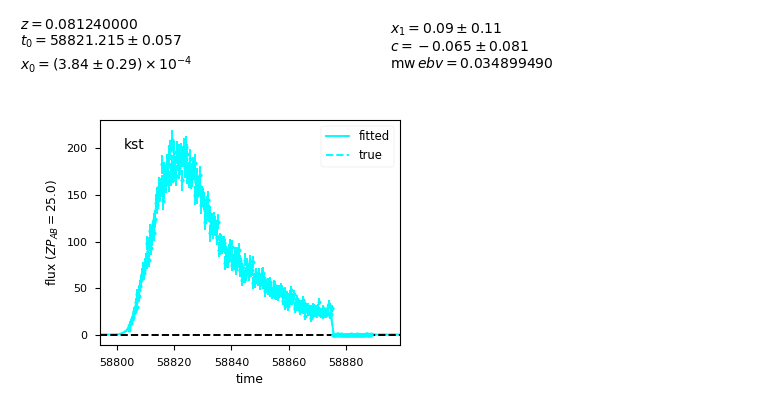 z = 0.081240000
t₀ = 58821.215 ± 0.057
x₀ = (3.84 ± 0.29) × 10⁻⁴
x₁ = 0.09 ± 0.11
c = −0.065 ± 0.081
mw ebv = 0.034899490
kst
fitted
true
200
150
100
50
0
flux (ZP_AB = 25.0)
58800 58820 58840 58860 58880
time